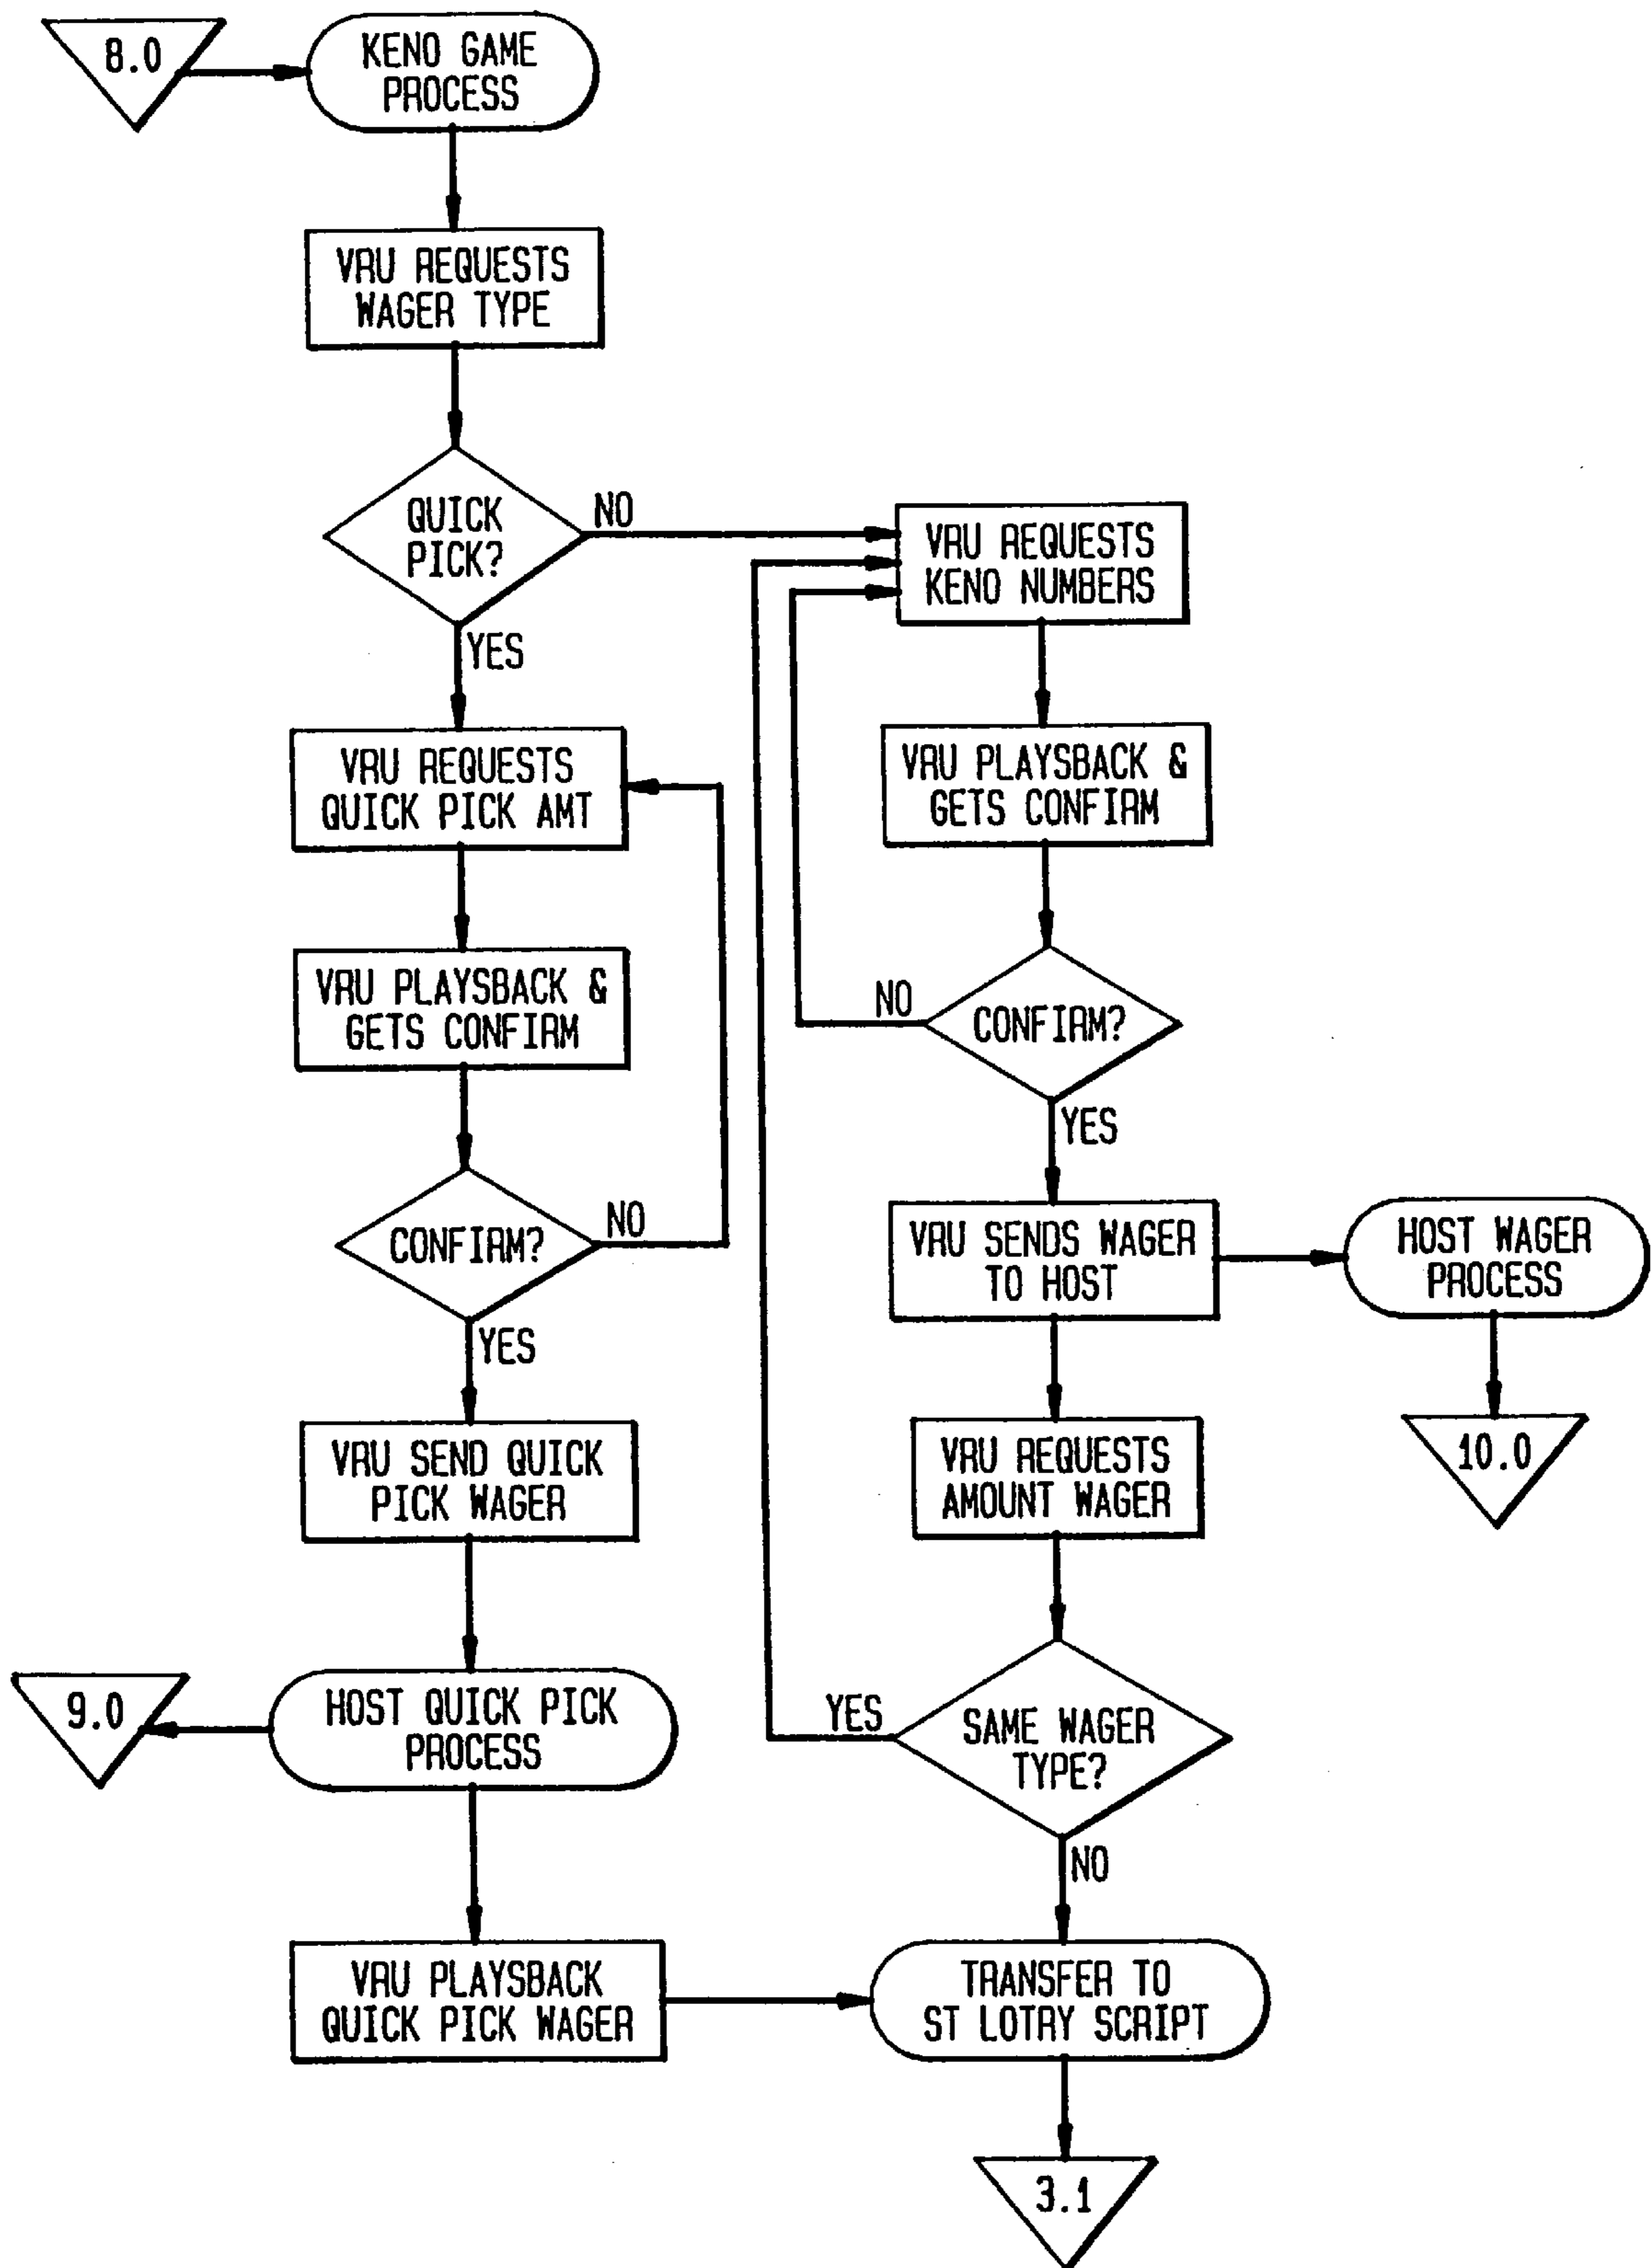 8.0
KENO GAME
PROCESS
VRU REQUESTS
WAGER TYPE
QUICK
PICK?
NO
YES
VRU REQUESTS
KENO NUMBERS
VRU REQUESTS
QUICK PICK AMT
VRU PLAYSBACK &
GETS CONFIRM
VRU PLAYSBACK &
GETS CONFIRM
NO
CONFIRM?
YES
CONFIRM?
NO
YES
VRU SENDS WAGER
TO HOST
HOST WAGER
PROCESS
10.0
VRU SEND QUICK
PICK WAGER
VRU REQUESTS
AMOUNT WAGER
9.0
HOST QUICK PICK
PROCESS
YES
SAME WAGER
TYPE?
NO
VRU PLAYSBACK
QUICK PICK WAGER
TRANSFER TO
ST LOTRY SCRIPT
3.1